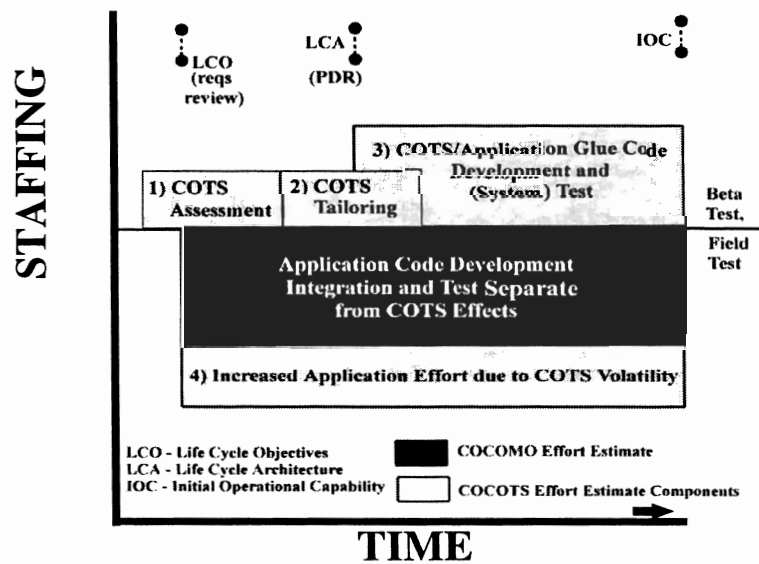 STAFFING
LCO
(reqs
review)
LCA
(PDR)
IOC
1) COTS
Assessment
2) COTS
Tailoring
3) COTS/Application Glue Code
Development and
(System) Test
Beta
Test,
Field
Test
Application Code Development
Integration and Test Separate
from COTS Effects
4) Increased Application Effort due to COTS Volatility
LCO - Life Cycle Objectives
LCA - Life Cycle Architecture
IOC - Initial Operational Capability
COCOMO Effort Estimate
COCOTS Effort Estimate Components
TIME